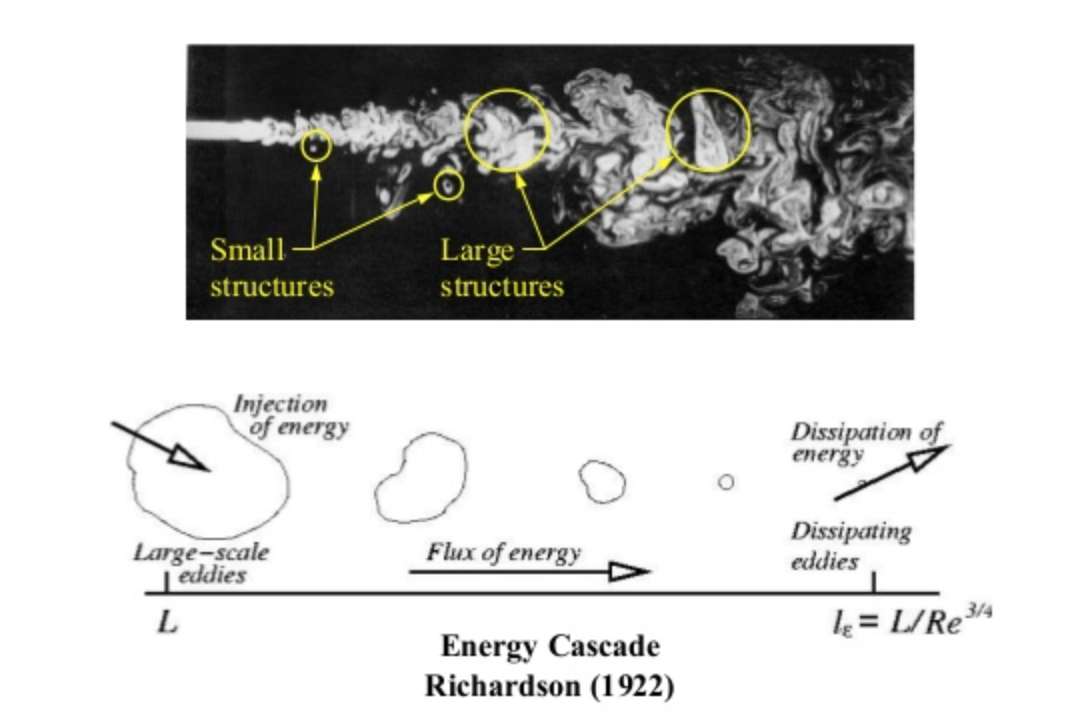 Small
structures
Large
structures
Injection
of energy
Dissipation of
energy
Large-scale
eddies
Flux of energy
Dissipating
eddies
L
lε = L/Re^3/4
Energy Cascade
Richardson (1922)